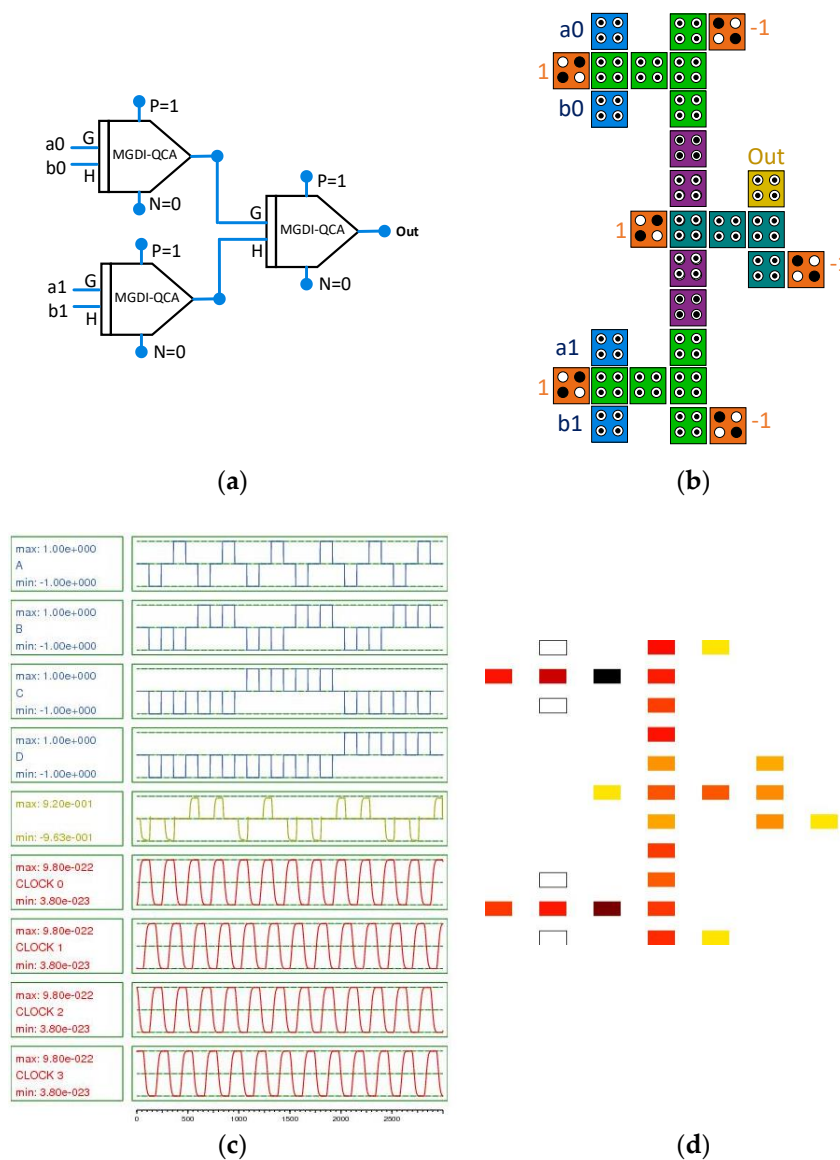 P=1
a0
G
b0
H
MGDI-QCA
N=0
P=1
G
H
MGDI-QCA
Out
N=0
P=1
a1
G
b1
H
MGDI-QCA
N=0
(a)
a0
-1
1
b0
Out
1
-1
a1
1
b1
-1
(b)
max: 1.00e+000
A
min: -1.00e+000
max: 1.00e+000
B
min: -1.00e+000
max: 1.00e+000
C
min: -1.00e+000
max: 1.00e+000
D
min: -1.00e+000
max: 9.20e-001
min: -9.63e-001
max: 9.80e-022
CLOCK 0
min: 3.80e-023
max: 9.80e-022
CLOCK 1
min: 3.80e-023
max: 9.80e-022
CLOCK 2
min: 3.80e-023
max: 9.80e-022
CLOCK 3
min: 3.80e-023
0 500 1000 1500 2000 2500
(c)
(d)